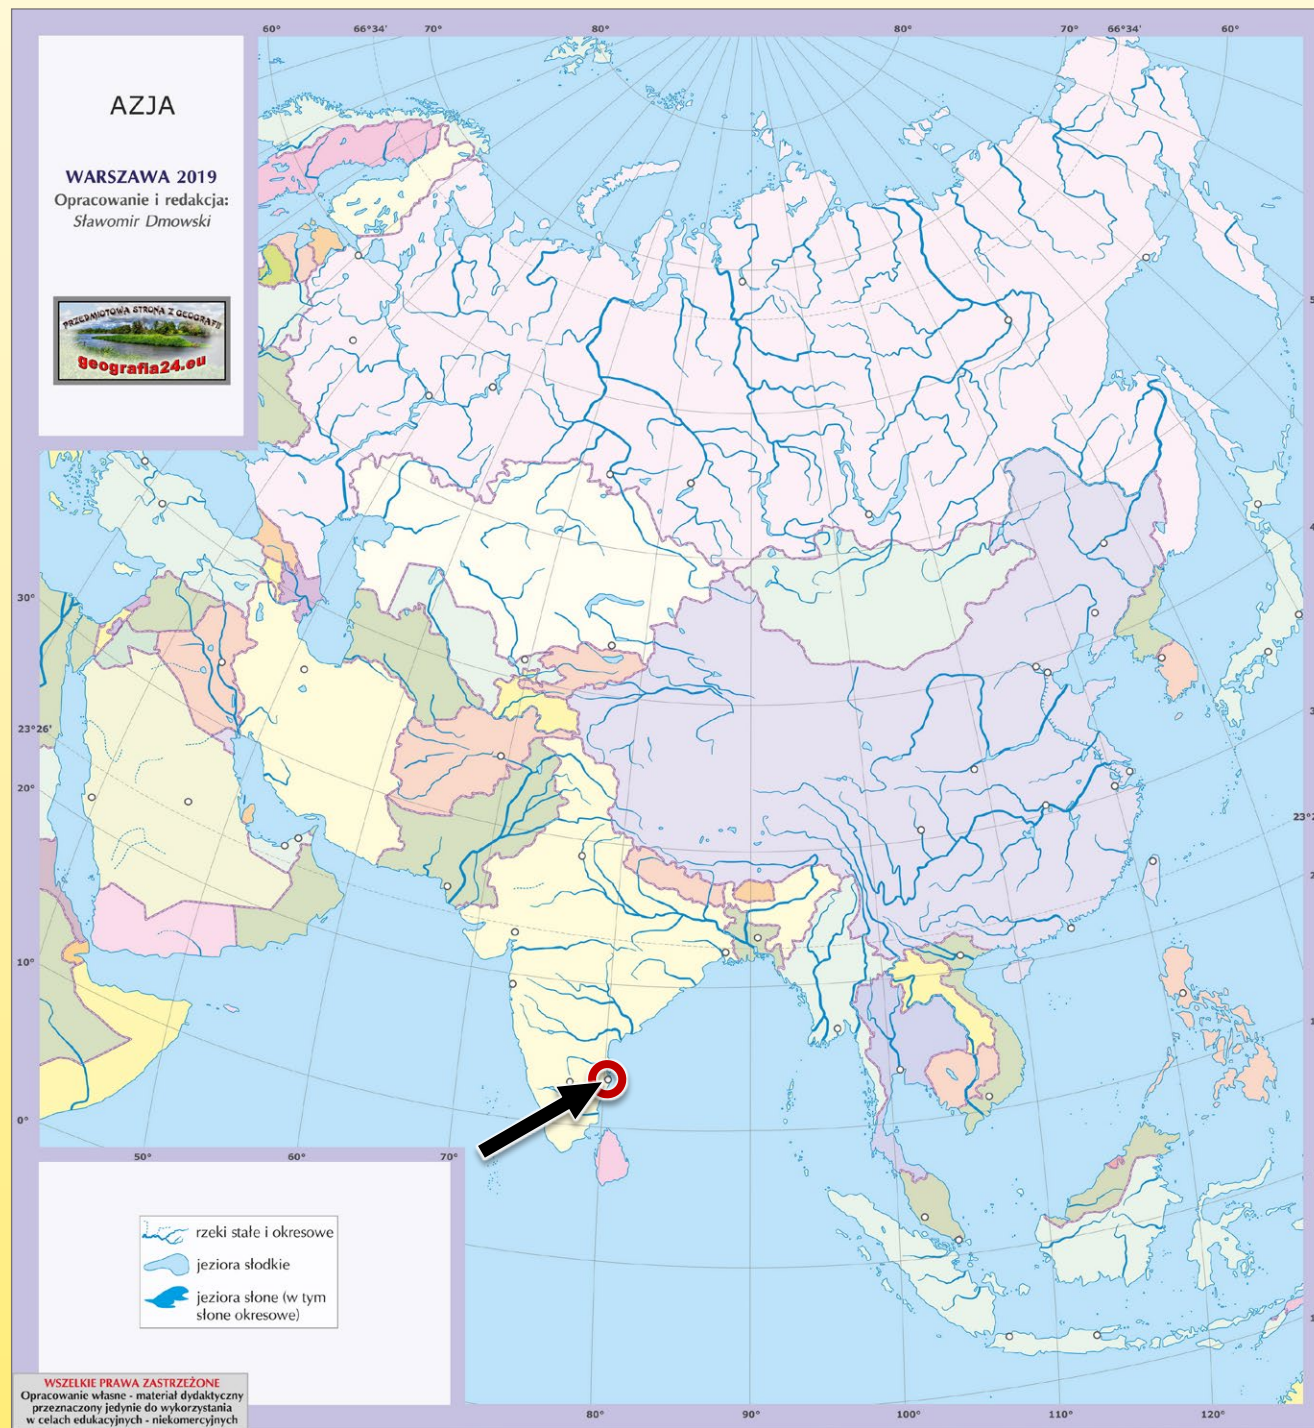 60°
66°34'
70°
80°
80°
70°
66°34'
60°
AZJA
WARSZAWA 2019
Opracowanie i redakcja:
Sławomir Dmowski
PRZEDMIOTOWA STRONA Z GEOGRAFII
geografia24.eu
30°
23°26'
20°
10°
0°
50°
60°
70°
rzeki stałe i okresowe
jeziora słodkie
jeziora słone (w tym
słone okresowe)
WSZELKIE PRAWA ZASTRZEŻONE
Opracowanie własne - materiał dydaktyczny
przeznaczony jedynie do wykorzystania
w celach edukacyjnych - niekomercyjnych
80°
90°
100°
110°
120°